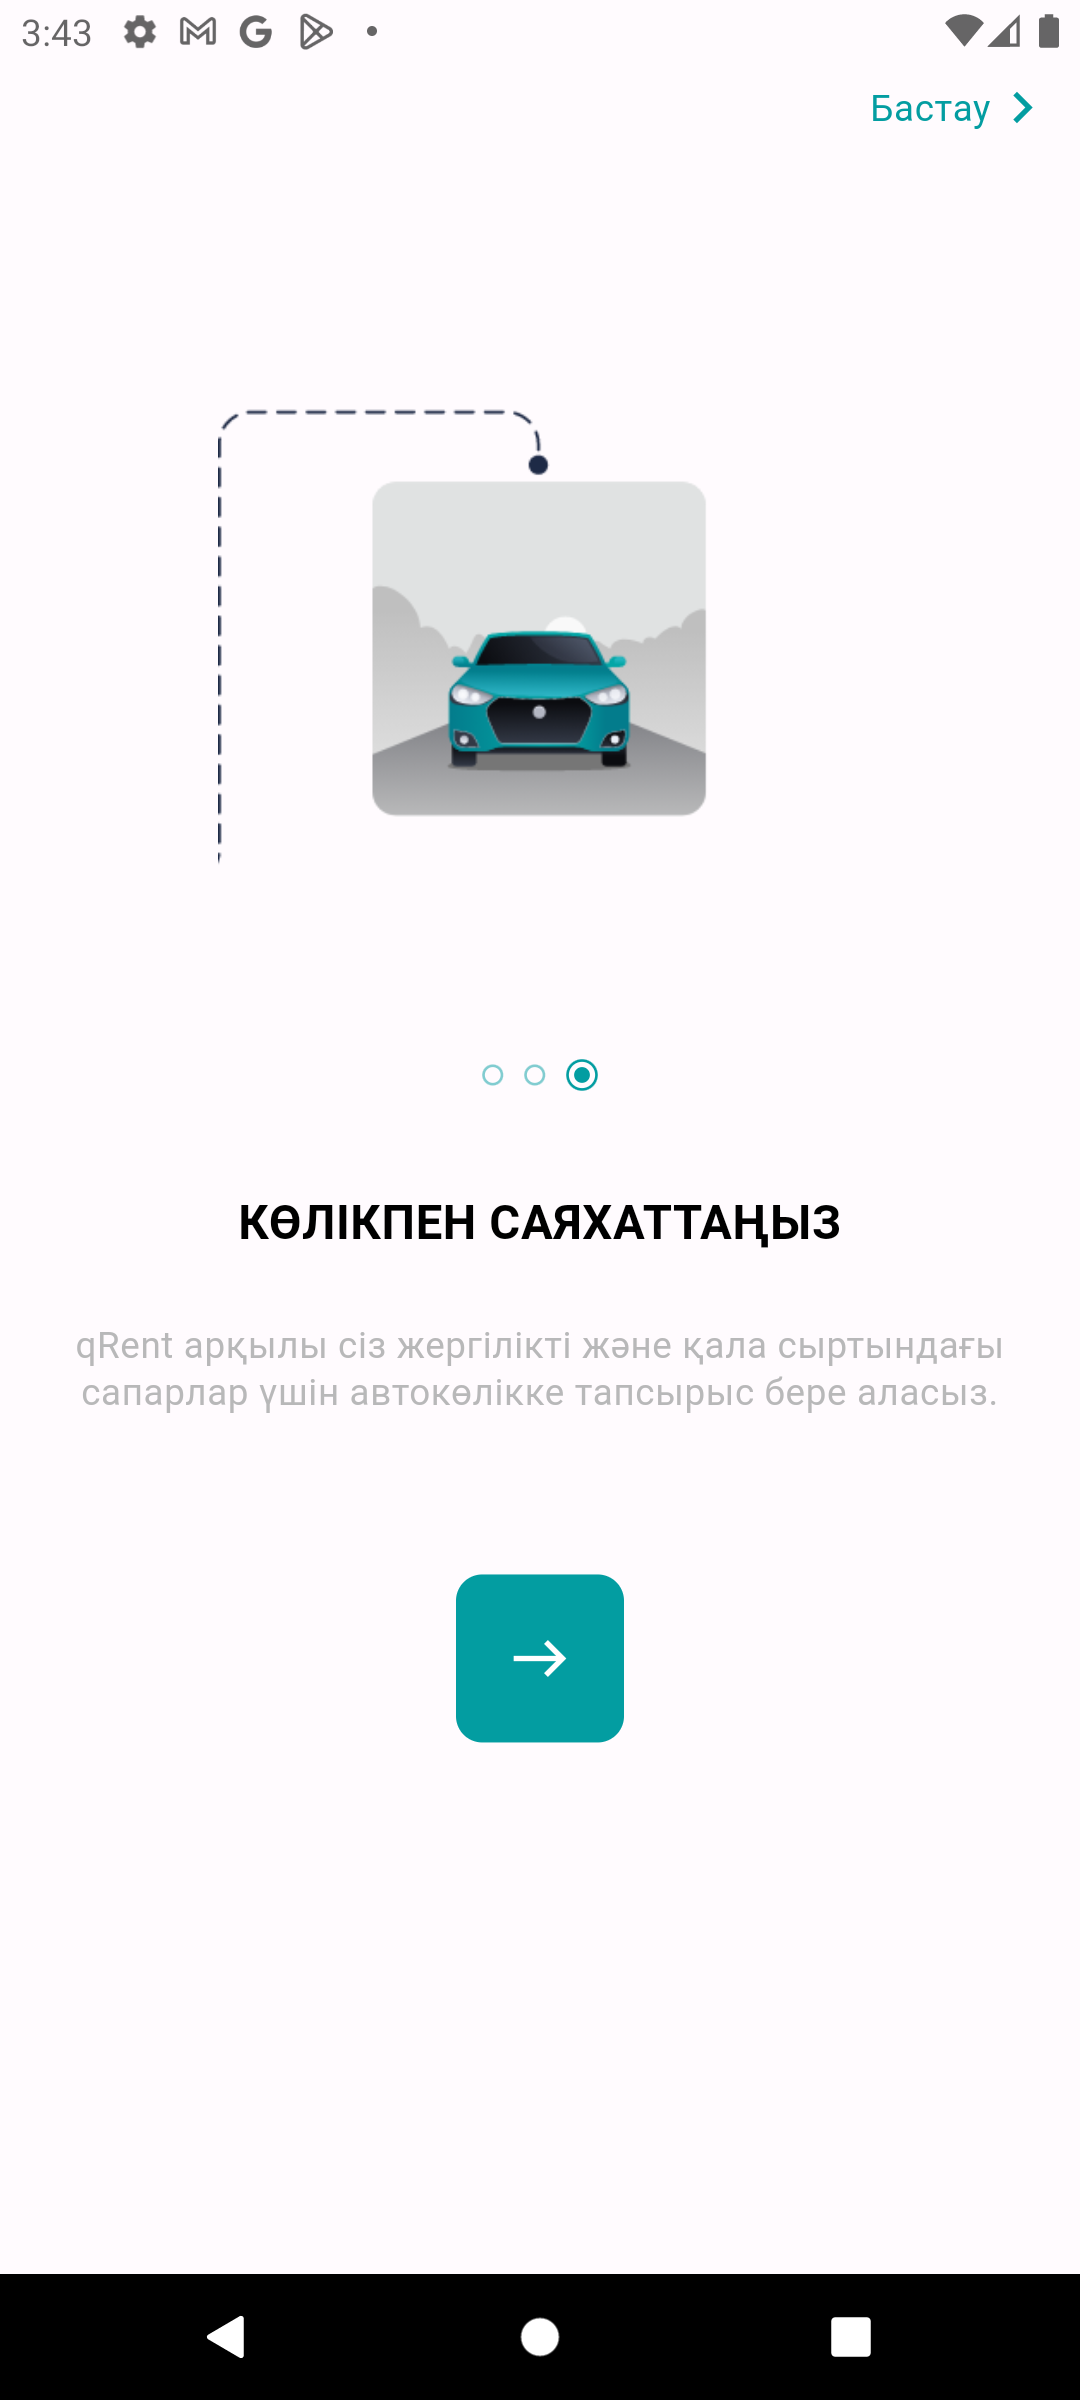 3:43
Бастау
КӨЛІКПЕН САЯХАТТАҢЫЗ
qRent арқылы сіз жергілікті және қала сыртындағы
сапарлар үшін автокөлікке тапсырыс бере аласыз.